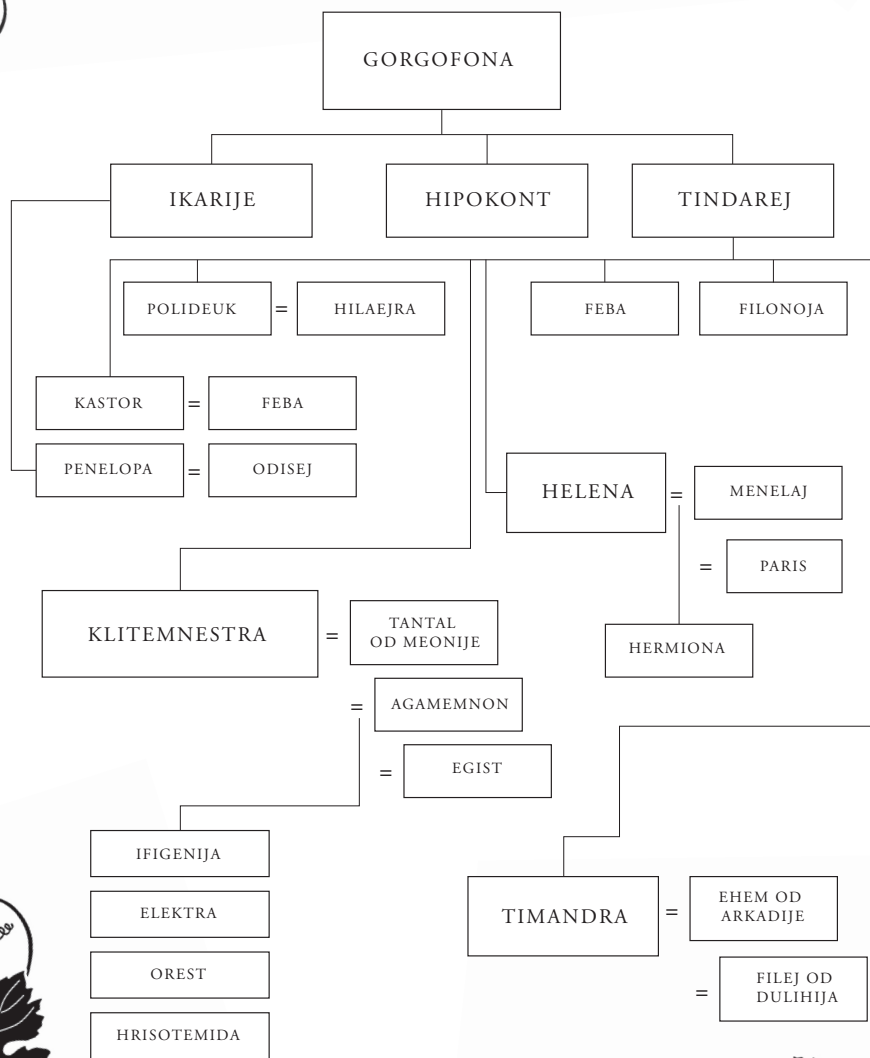 GORGOFONA
IKARIJE
HIPOKONT
TINDAREJ
POLIDEUK
=
HILAEJRA
FEBA
FILONOJA
KASTOR
=
FEBA
PENELOPA
=
ODISEJ
HELENA
=
MENELAJ
=
PARIS
HERMIONA
KLITEMNESTRA
=
TANTAL
OD MEONIJE
=
AGAMEMNON
=
EGIST
IFIGENIJA
ELEKTRA
OREST
HRISOTEMIDA
TIMANDRA
=
EHEM OD
ARKADIJE
=
FILEJ OD
DULIHIJA